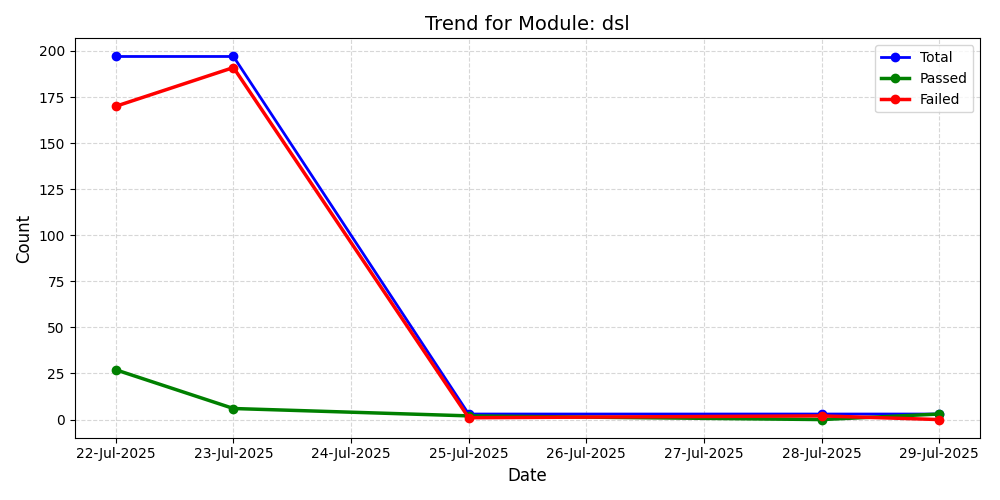 Trend for Module: dsl
Total
Passed
Failed
200
175
150
125
100
75
50
25
0
Count
22-Jul-2025 23-Jul-2025 24-Jul-2025 25-Jul-2025 26-Jul-2025 27-Jul-2025 28-Jul-2025 29-Jul-2025
Date